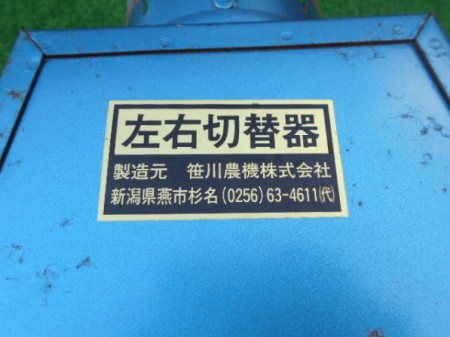 左右切替器
製造元 笹川農機株式会社
新潟県燕市杉名(0256)63-4611㈹